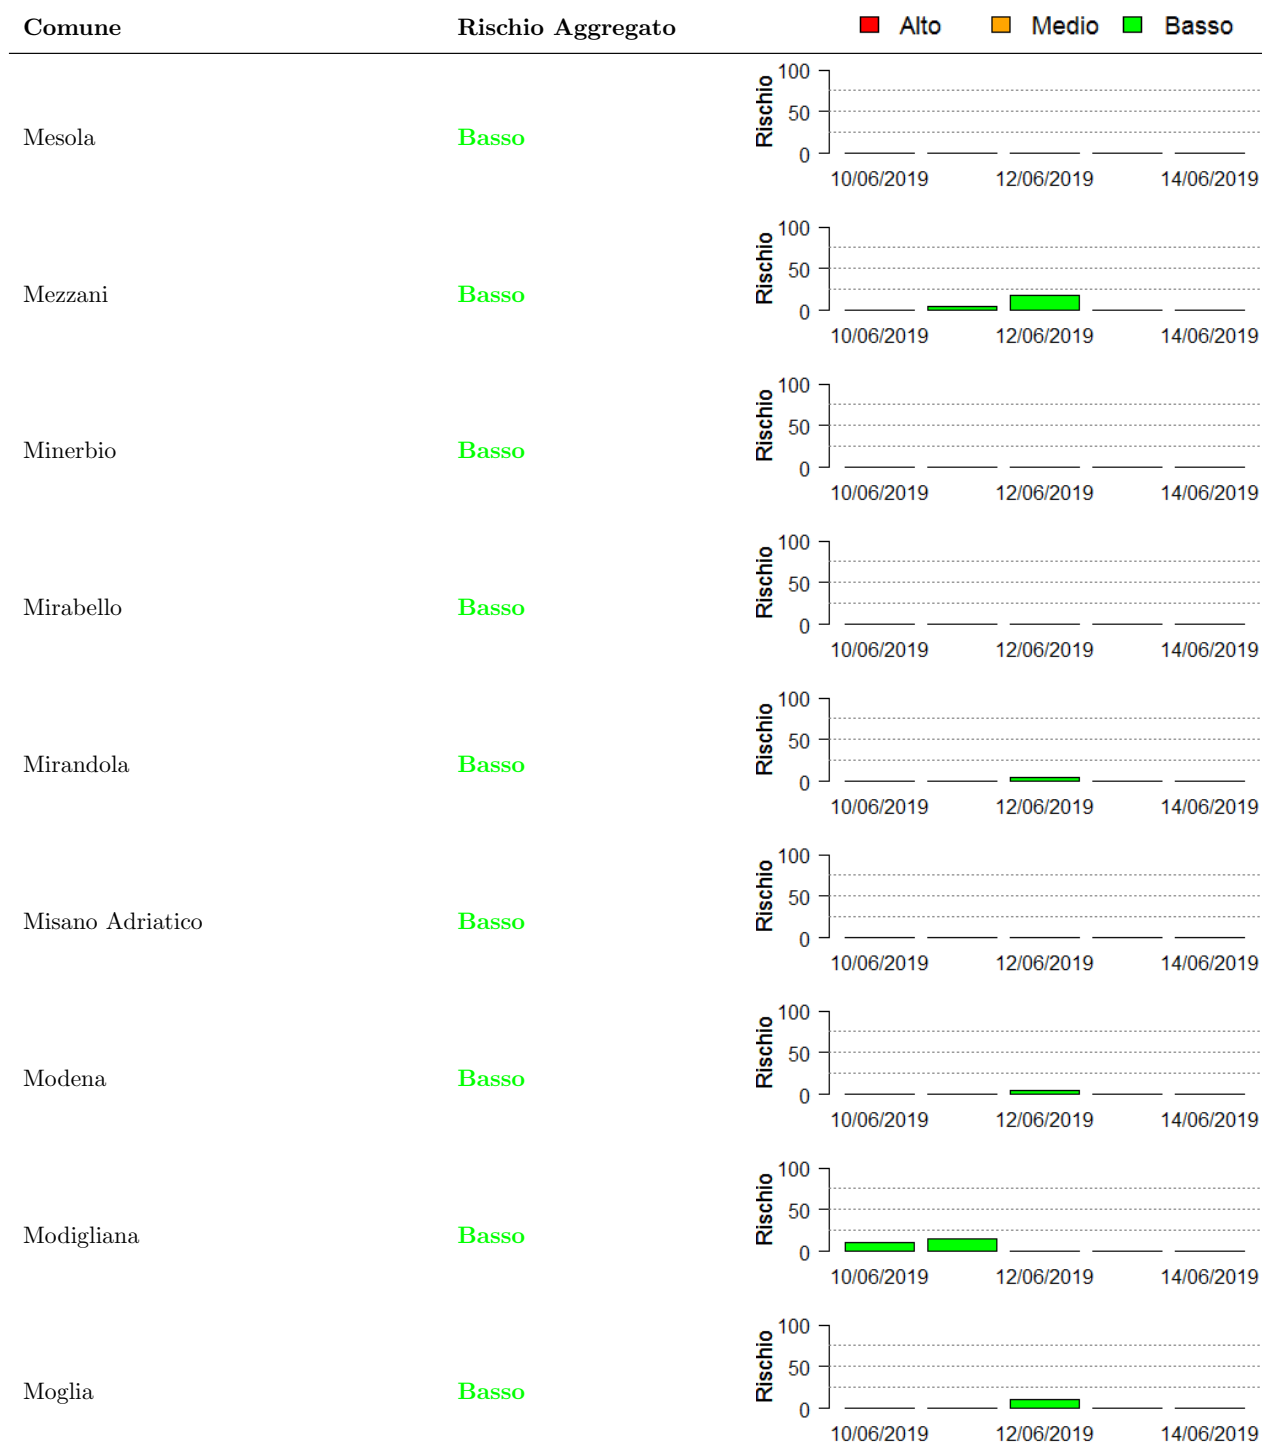 Comune Rischio Aggregato Alto Medio Basso
Mesola Basso
Rischio
100
50
0
10/06/2019 12/06/2019 14/06/2019
Mezzani Basso
Rischio
100
50
0
10/06/2019 12/06/2019 14/06/2019
Minerbio Basso
Rischio
100
50
0
10/06/2019 12/06/2019 14/06/2019
Mirabello Basso
Rischio
100
50
0
10/06/2019 12/06/2019 14/06/2019
Mirandola Basso
Rischio
100
50
0
10/06/2019 12/06/2019 14/06/2019
Misano Adriatico Basso
Rischio
100
50
0
10/06/2019 12/06/2019 14/06/2019
Modena Basso
Rischio
100
50
0
10/06/2019 12/06/2019 14/06/2019
Modigliana Basso
Rischio
100
50
0
10/06/2019 12/06/2019 14/06/2019
Moglia Basso
Rischio
100
50
0
10/06/2019 12/06/2019 14/06/2019